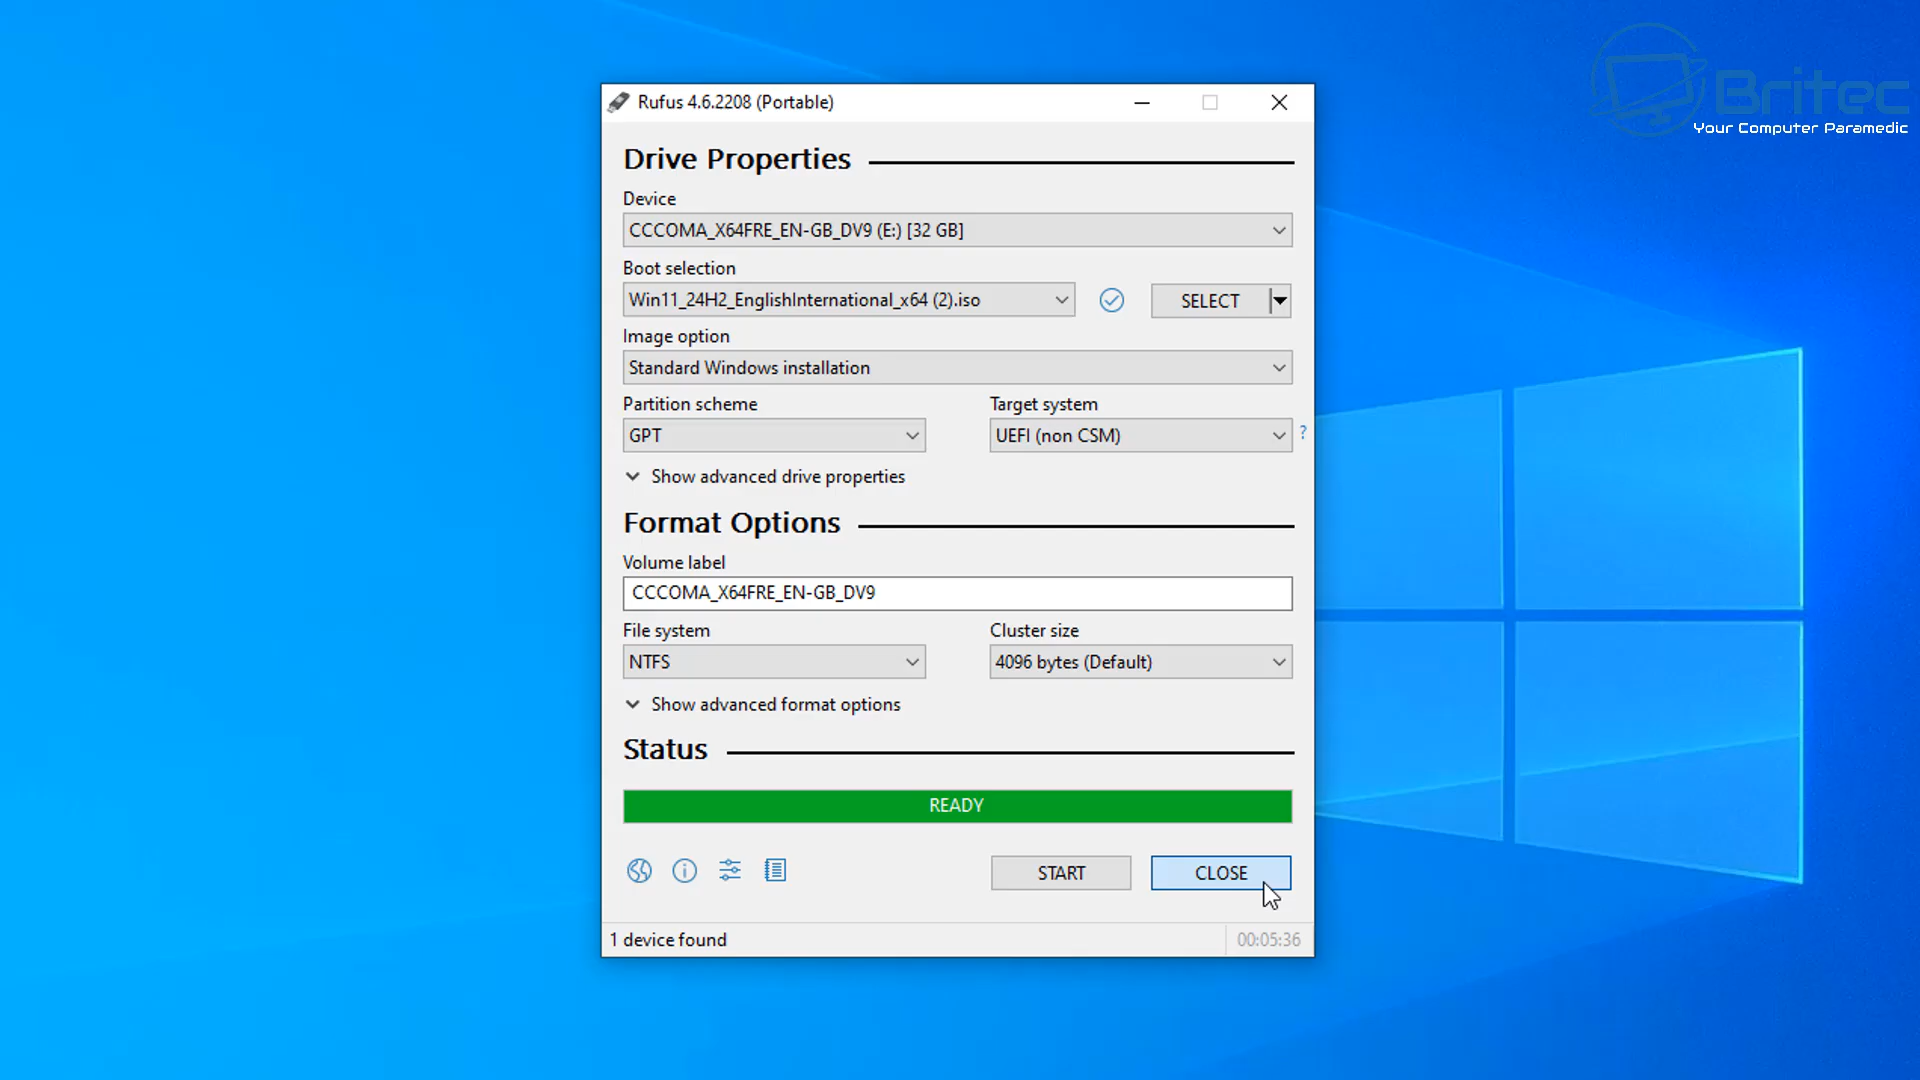 Britec
Your Computer Paramedic
Rufus 4.6.2208 (Portable)
Drive Properties
Device
CCCOMA_X64FRE_EN-GB_DV9 (E:) [32 GB]
Boot selection
Win11_24H2_EnglishInternational_x64 (2).iso
SELECT
Image option
Standard Windows installation
Partition scheme
Target system
GPT
UEFI (non CSM)
?
Show advanced drive properties
Format Options
Volume label
CCCOMA_X64FRE_EN-GB_DV9
File system
Cluster size
NTFS
4096 bytes (Default)
Show advanced format options
Status
READY
START
CLOSE
1 device found
00:05:36